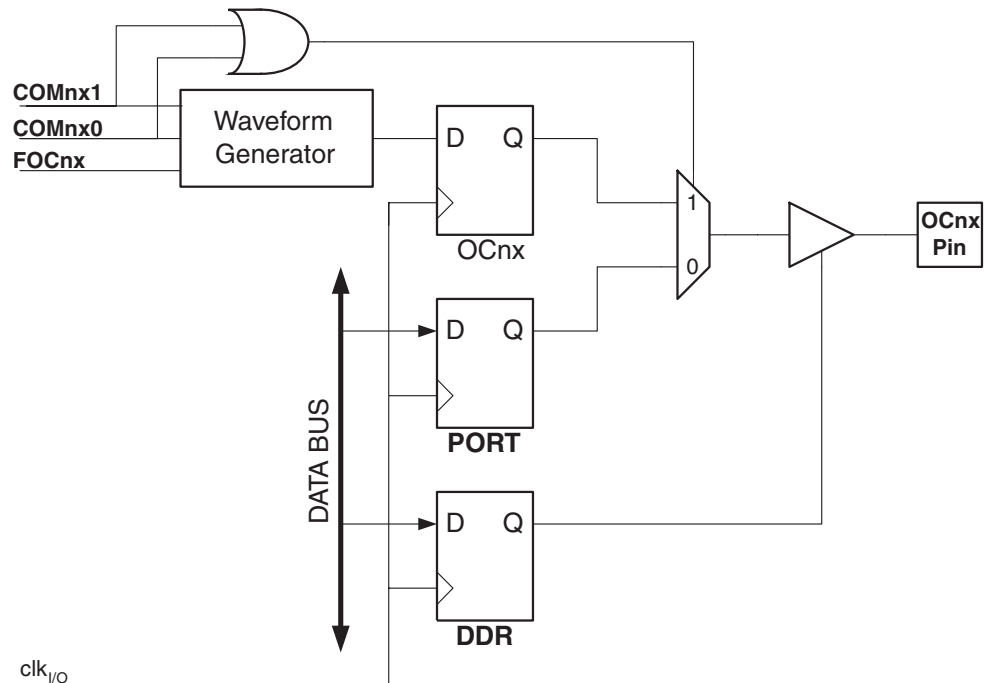 COMnx1
COMnx0
FOCnx
Waveform
Generator
D Q
OCnx
1
0
OCnx
Pin
D Q
PORT
DATA BUS
D Q
DDR
clkI/O